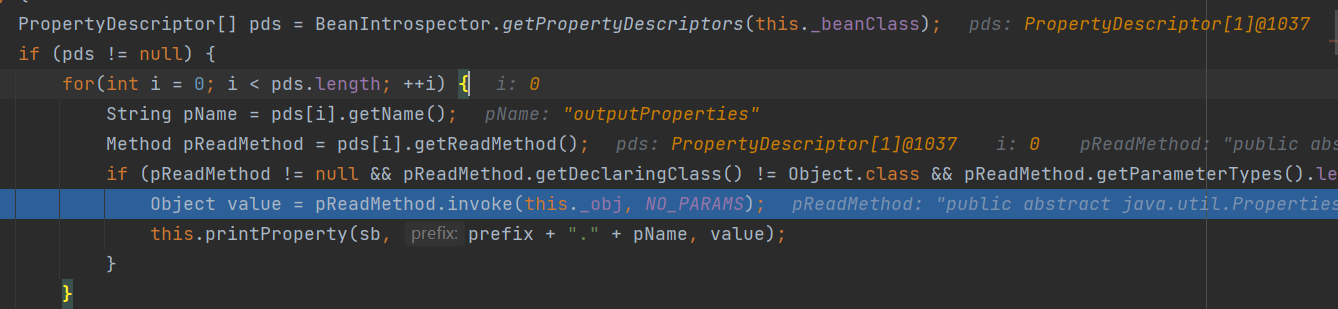 PropertyDescriptor[] pds = BeanIntrospector.getPropertyDescriptors(this._beanClass); pds: PropertyDescriptor[1]@1037
if (pds != null) {
for(int i = 0; i < pds.length; ++i) { i: 0
String pName = pds[i].getName(); pName: "outputProperties"
Method pReadMethod = pds[i].getReadMethod(); pds: PropertyDescriptor[1]@1037 i: 0 pReadMethod: "public abs
if (pReadMethod != null && pReadMethod.getDeclaringClass() != Object.class && pReadMethod.getParameterTypes().le
Object value = pReadMethod.invoke(this._obj, NO_PARAMS); pReadMethod: "public abstract java.util.Properties
this.printProperty(sb, prefix: prefix + "." + pName, value);
}
}